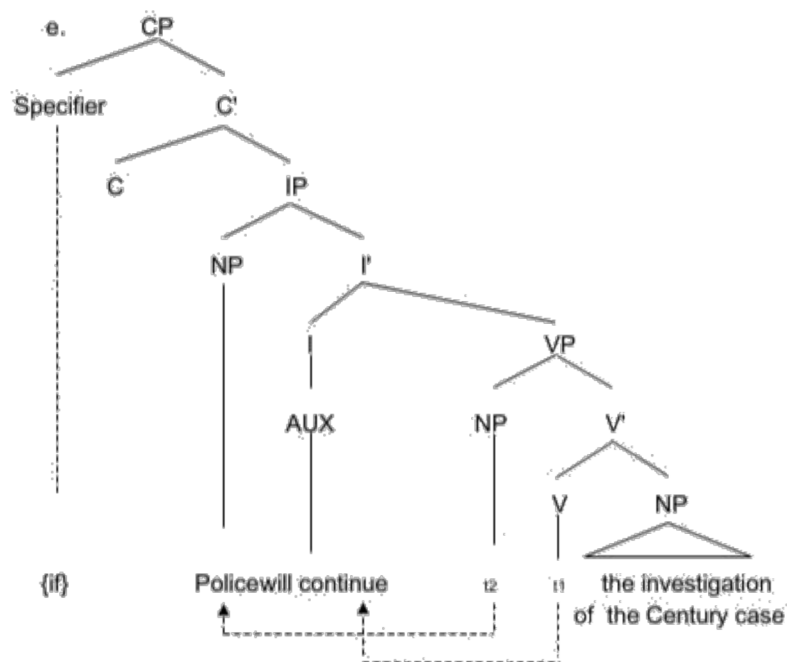 e. CP
Specifier C'
C IP
NP I'
I VP
AUX NP V'
V NP
{if} Policewill continue t2 t1 the investigation
of the Century case